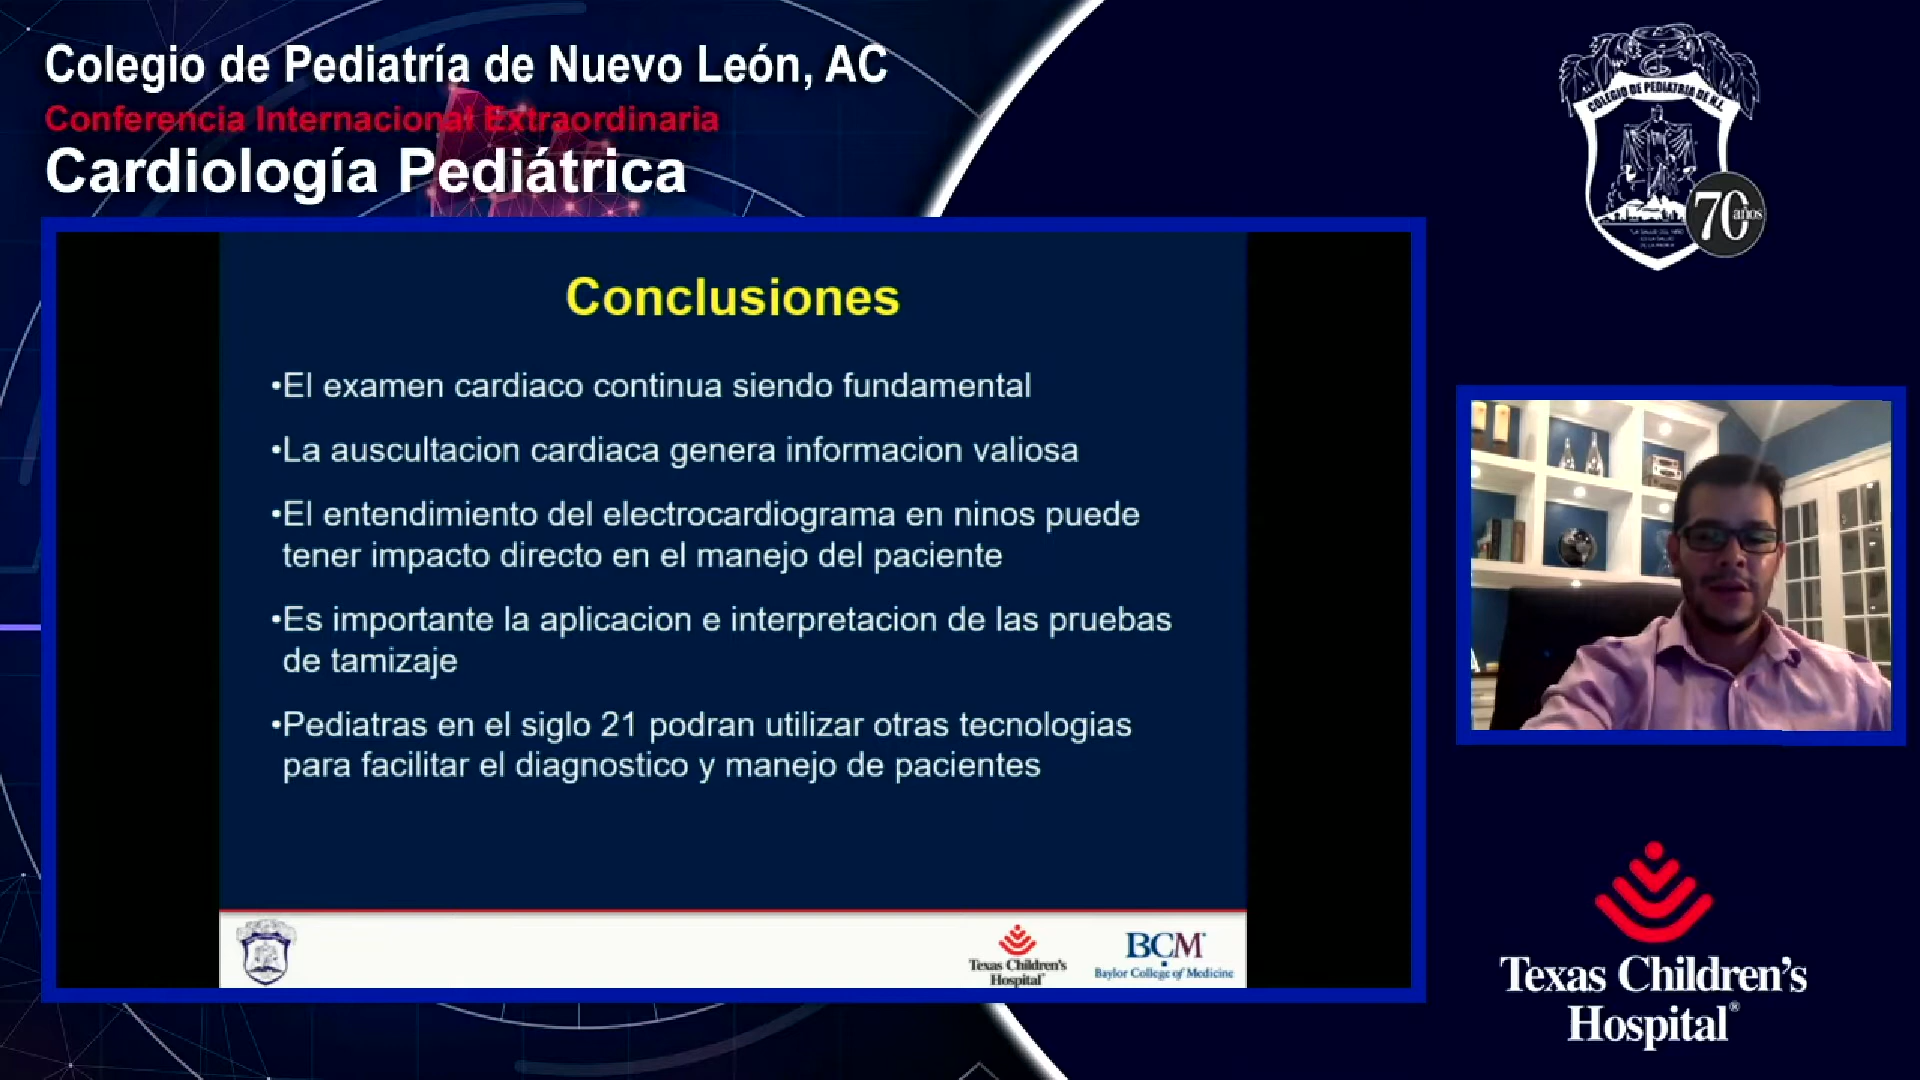 Colegio de Pediatría de Nuevo León, AC
Conferencia Internacional Extraordinaria
Cardiología Pediátrica
COLEGIO DE PEDIATRIA DE N.L.
70 años
Conclusiones
•El examen cardiaco continua siendo fundamental
•La auscultacion cardiaca genera informacion valiosa
•El entendimiento del electrocardiograma en ninos puede
tener impacto directo en el manejo del paciente
•Es importante la aplicacion e interpretacion de las pruebas
de tamizaje
•Pediatras en el siglo 21 podran utilizar otras tecnologias
para facilitar el diagnostico y manejo de pacientes
Texas Children's
Hospital
BCM
Baylor College of Medicine
Texas Children's
Hospital®